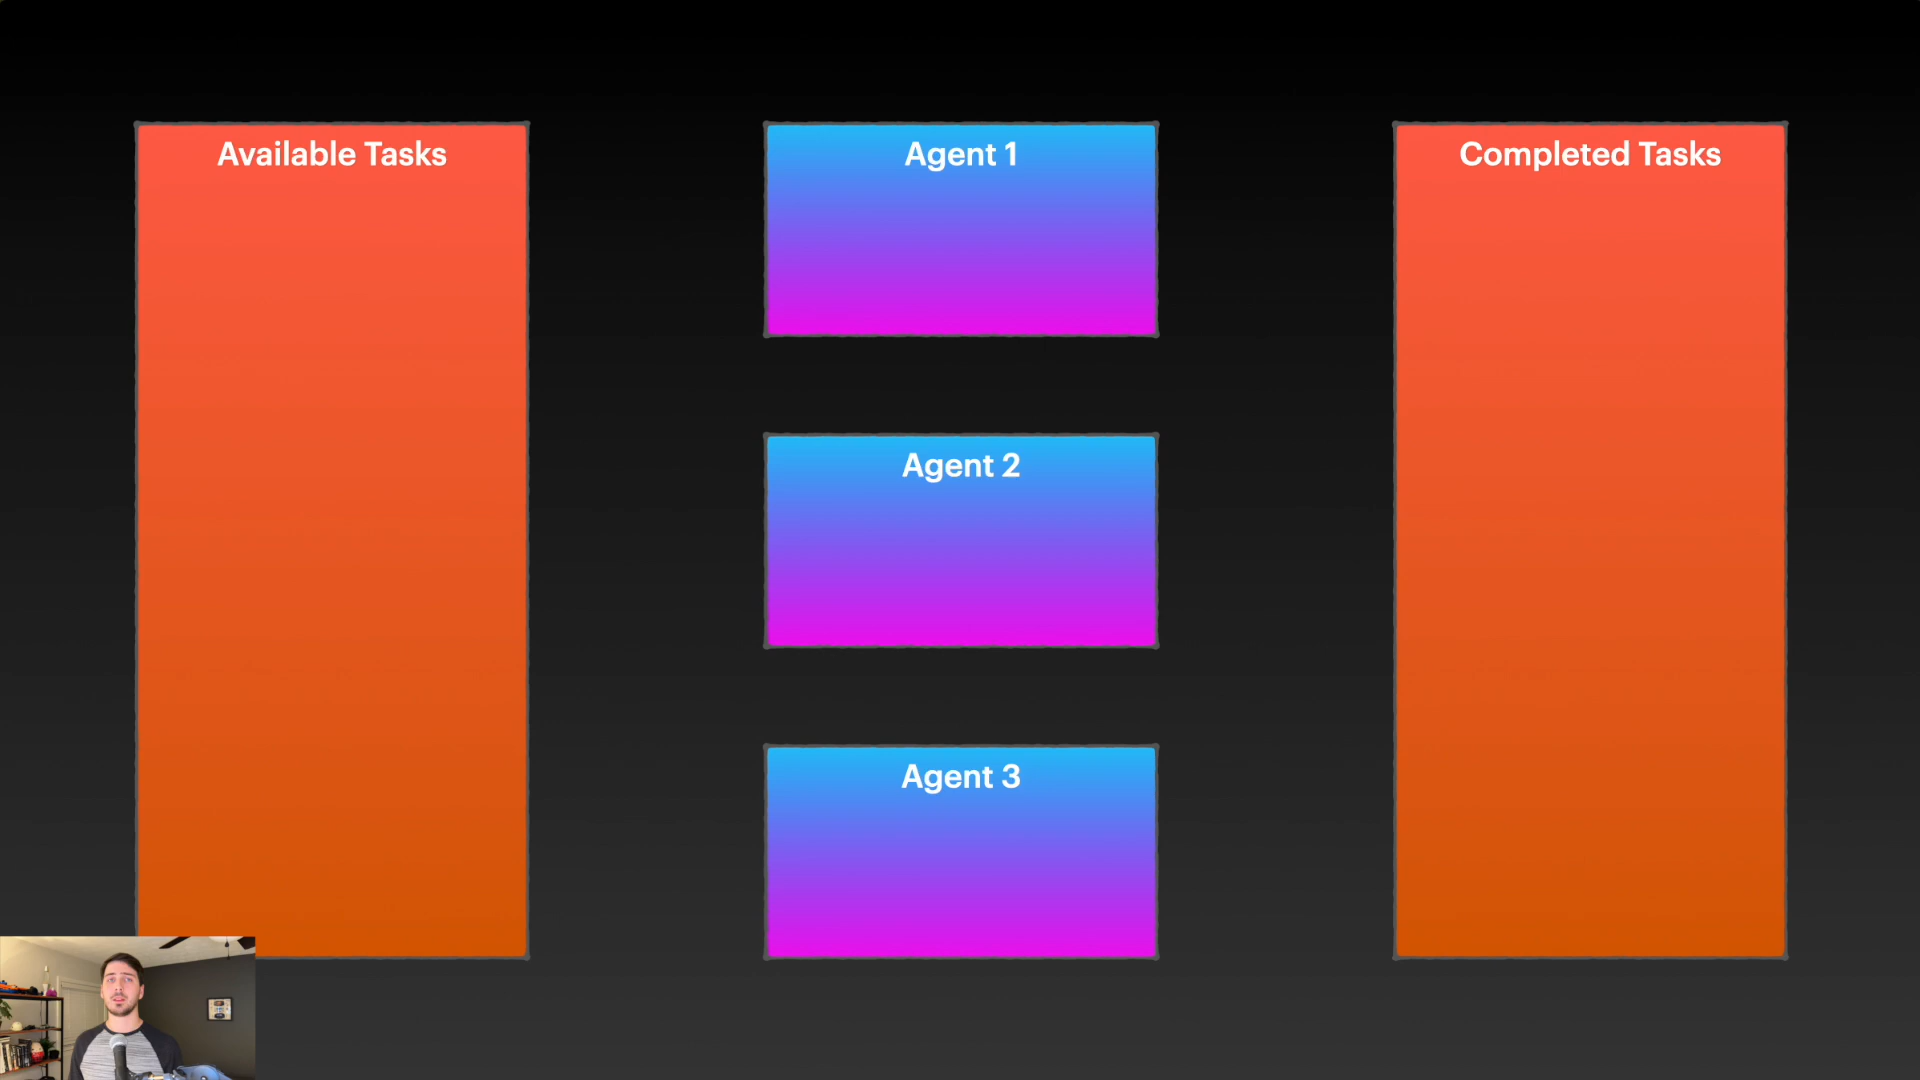 Available Tasks
Agent 1
Completed Tasks
Agent 2
Agent 3